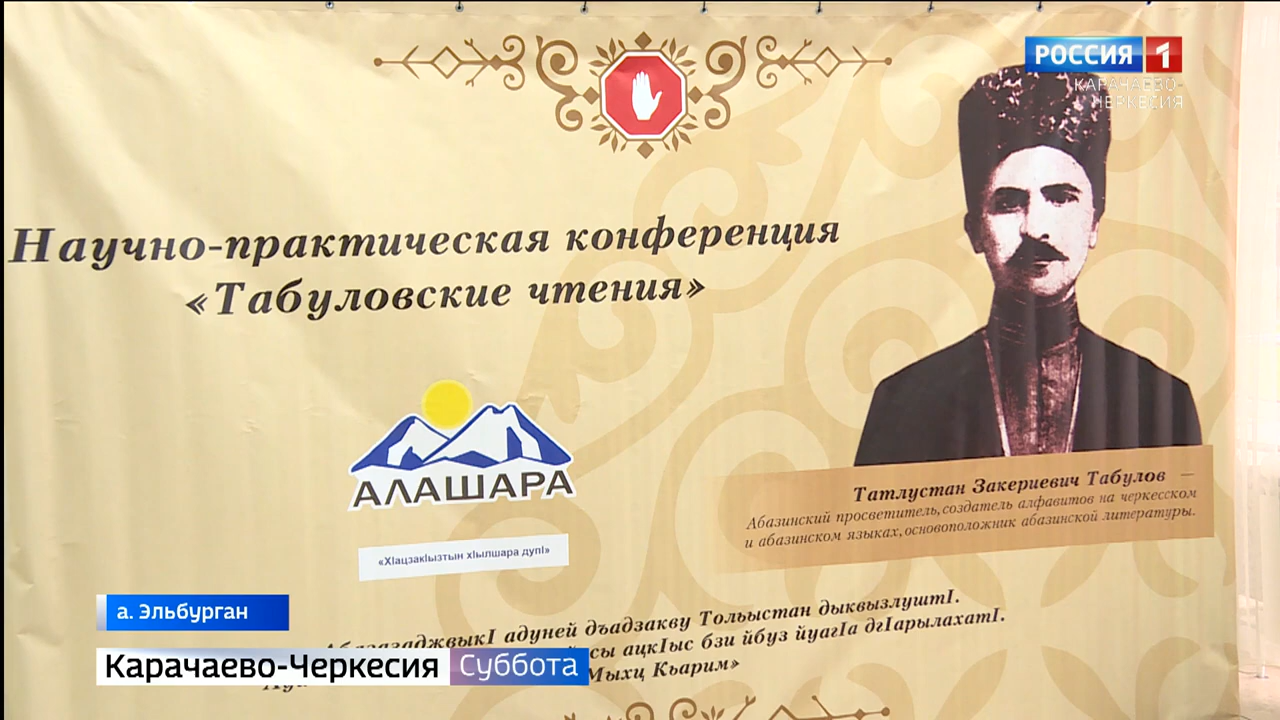 РОССИЯ 1
КАРАЧАЕВО-
ЧЕРКЕСИЯ
Научно-практическая конференция
«Табуловские чтения»
АЛАШАРА
«ХIацзакIызтын хIылшара дупI»
Татлустан Закериевич Табулов —
Абазинский просветитель, создатель алфавитов на черкесском
и абазинском языках, основоположник абазинской литературы.
адуней дъадзакву Толыстан дыквызлуштI.
сы ацкIыс бзи йбуз йуагIа дгIарылахатI.
Мыхц Кьарим»
а. Эльбурган
Карачаево-Черкесия Суббота